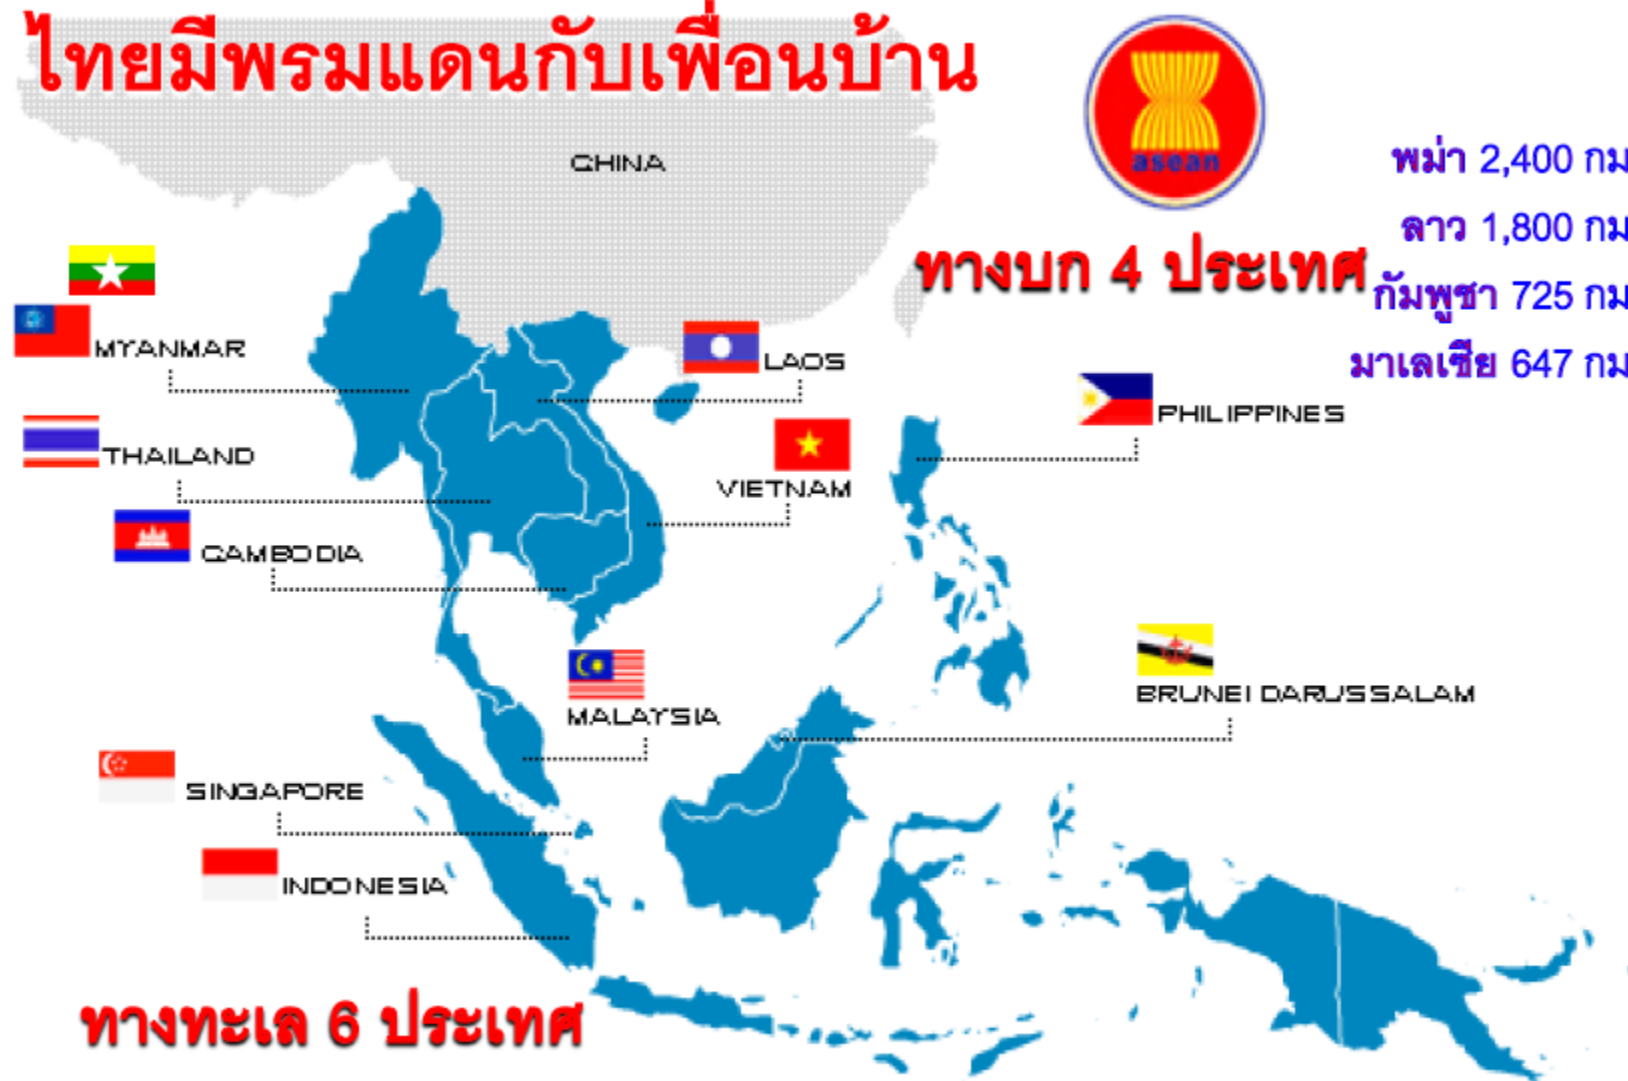 ไทยมีพรมแดนกับเพื่อนบ้าน
CHINA
asean
พม่า 2,400 กม
ลาว 1,800 กม
ทางบก 4 ประเทศ
กัมพูชา 725 กม
มาเลเซีย 647 กม
MYANMAR
LAOS
PHILIPPINES
THAILAND
VIETNAM
CAMBODIA
BRUNEI DARUSSALAM
MALAYSIA
SINGAPORE
INDONESIA
ทางทะเล 6 ประเทศ